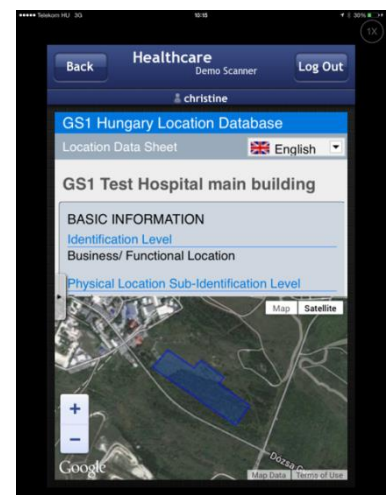 Telekom HU 3G 10:15 30%
1X
Back Healthcare Log Out
Demo Scanner
christine
GS1 Hungary Location Database
Location Data Sheet English
GS1 Test Hospital main building
BASIC INFORMATION
Identification Level
Business/ Functional Location
Physical Location Sub-Identification Level
Map Satellite
+
−
Dózsa
Google Map Data Terms of Use